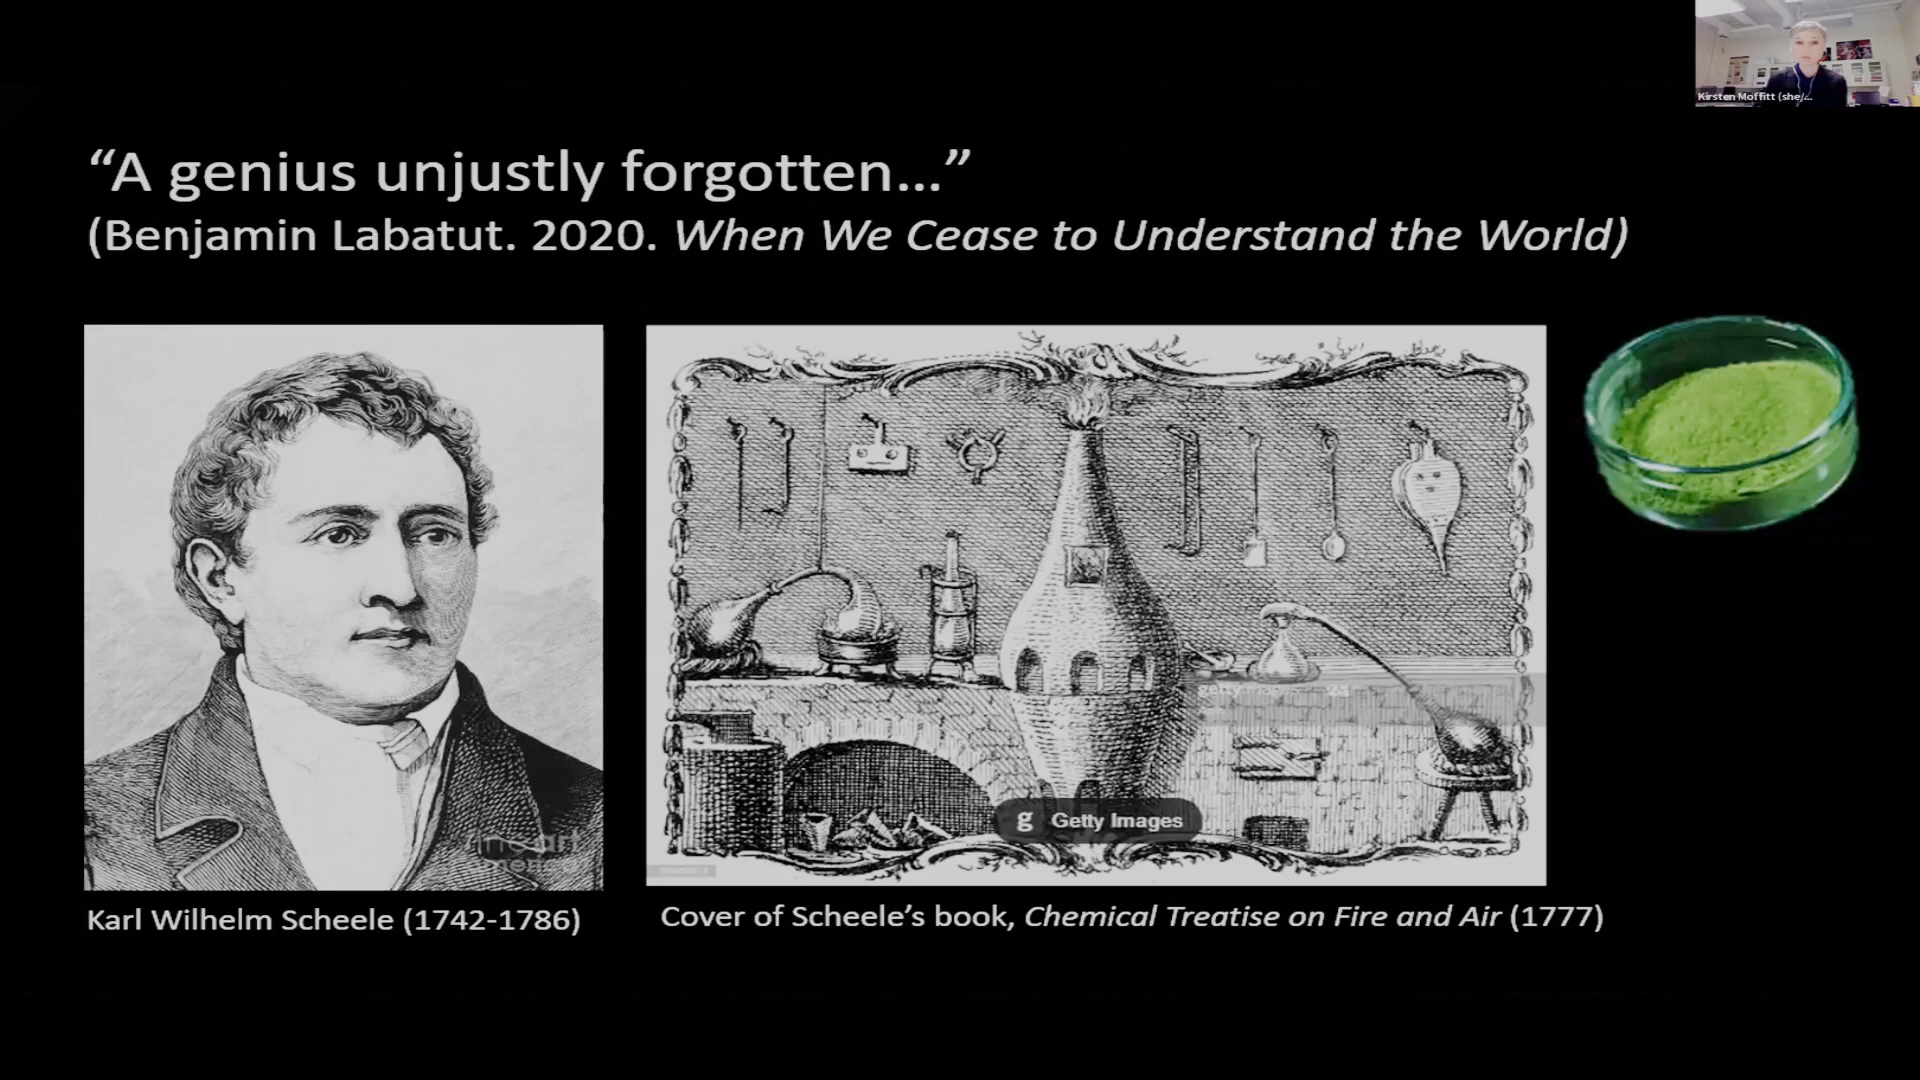 Kirsten Moffitt (she/...
“A genius unjustly forgotten...”
(Benjamin Labatut. 2020. When We Cease to Understand the World)
gettyimages
g Getty Images
Karl Wilhelm Scheele (1742-1786)
Cover of Scheele’s book, Chemical Treatise on Fire and Air (1777)